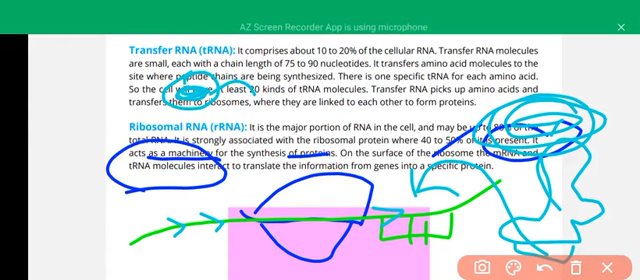 AZ Screen Recorder App is using microphone
Transfer RNA (tRNA): It comprises about 10 to 20% of the cellular RNA. Transfer RNA molecules
are small, each with a chain length of 75 to 90 nucleotides. It transfers amino acid molecules to the
site where peptide chains are being synthesized. There is one specific tRNA for each amino acid.
So the cell will at least 20 kinds of tRNA molecules. Transfer RNA picks up amino acids and
transfers them to ribosomes, where they are linked to each other to form proteins.
Ribosomal RNA (rRNA): It is the major portion of RNA in the cell, and may be up to 80% of the
total RNA. It is strongly associated with the ribosomal protein where 40 to 50% of it is present. It
acts as a machinery for the synthesis of proteins. On the surface of the ribosome the mRNA and
tRNA molecules interact to translate the information from genes into a specific protein.